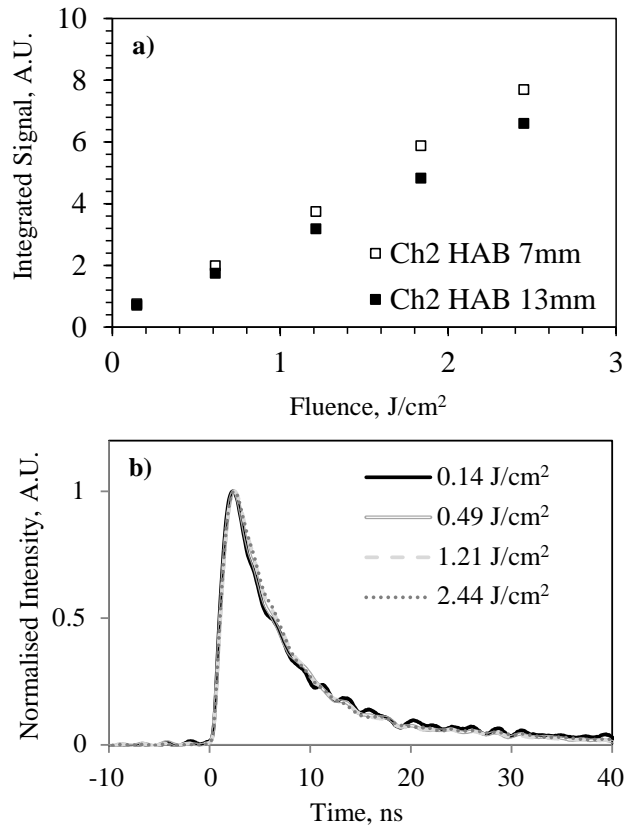 a)
Integrated Signal, A.U.
10
8
6
4
2
0
Ch2 HAB 7mm
Ch2 HAB 13mm
0 1 2 3
Fluence, J/cm²
b)
Normalised Intensity, A.U.
1
0.5
0
0.14 J/cm²
0.49 J/cm²
1.21 J/cm²
2.44 J/cm²
-10 0 10 20 30 40
Time, ns